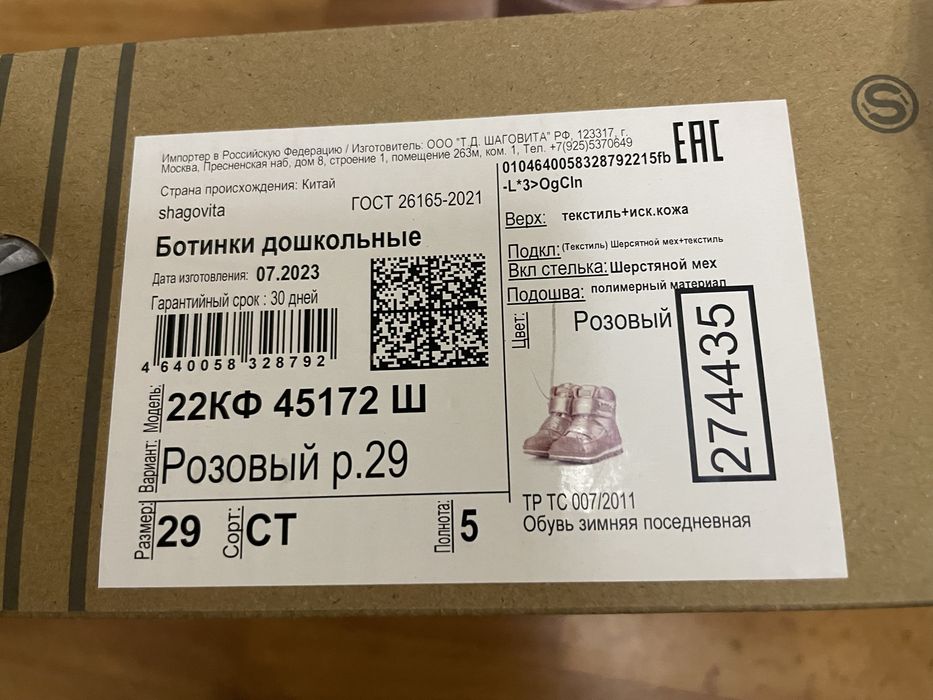 Импортер в Российскую Федерацию / Изготовитель: ООО "Т.Д. ШАГОВИТА" РФ, 123317, г.
Москва, Пресненская наб, дом 8, строение 1, помещение 263м, ком. 1, Тел. +7(925)5370649
Страна происхождения: Китай
shagovita
ГОСТ 26165-2021
Ботинки дошкольные
Дата изготовления: 07.2023
Гарантийный срок : 30 дней
4 640058 328792
Модель: 22КФ 45172 Ш
Вариант: Розовый р.29
Размер: 29 Сорт: СТ Полнота: 5
0104640058328792215fb
-L*3>OgCIn
EAC
Верх: текстиль+иск.кожа
Подкл: (Текстиль) Шерсятной мех+текстиль
Вкл стелька: Шерстяной мех
Подошва: полимерный материал
Цвет: Розовый
274435
ТР ТС 007/2011
Обувь зимняя поседневная
S